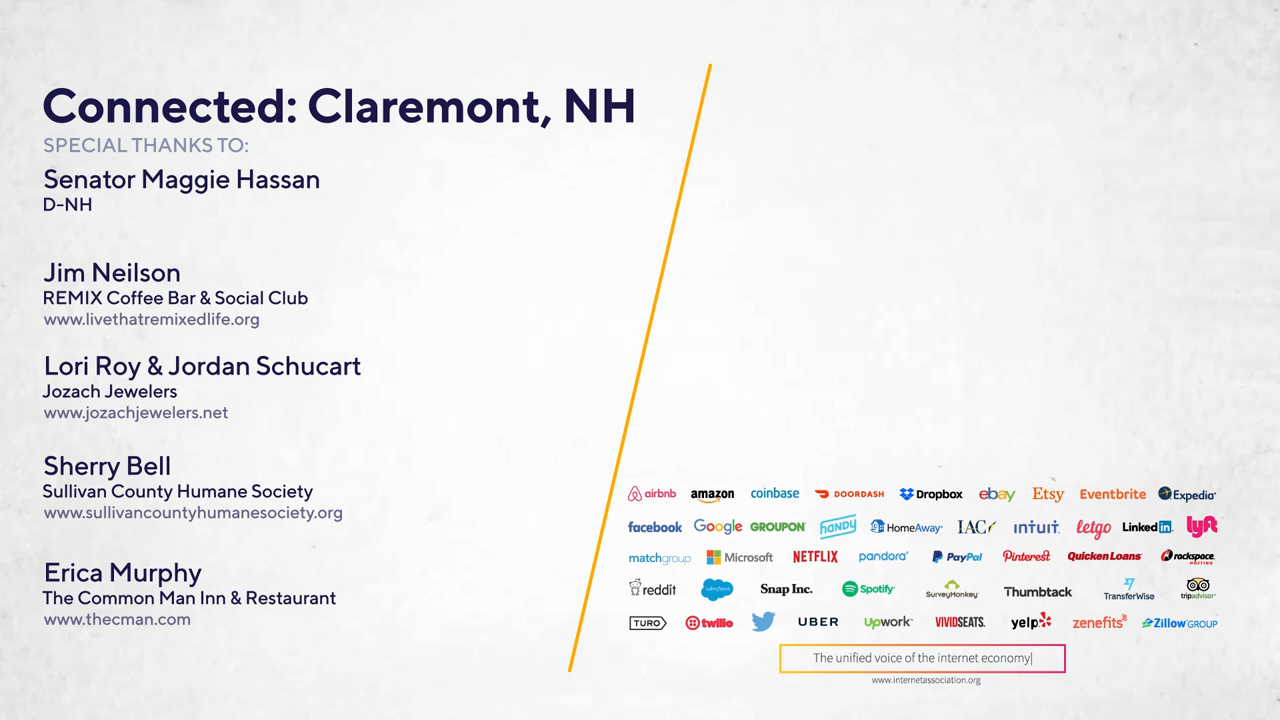 Connected: Claremont, NH
SPECIAL THANKS TO:
Senator Maggie Hassan
D-NH
Jim Neilson
REMIX Coffee Bar & Social Club
www.livethatremixedlife.org
Lori Roy & Jordan Schucart
Jozach Jewelers
www.jozachjewelers.net
Sherry Bell
Sullivan County Humane Society
www.sullivancountyhumanesociety.org
Erica Murphy
The Common Man Inn & Restaurant
www.thecman.com
airbnb amazon coinbase DOORDASH Dropbox ebay Etsy Eventbrite Expedia
facebook Google GROUPON HANDY HomeAway IAC intuit letgo LinkedIn lyft
matchgroup Microsoft NETFLIX pandora PayPal Pinterest Quicken Loans rackspace HOSTING
reddit salesforce Snap Inc. Spotify SurveyMonkey Thumbtack TransferWise tripadvisor
TURO twilio UBER Upwork VIVIDSEATS. yelp zenefits Zillow GROUP
The unified voice of the internet economy|
www.internetassociation.org